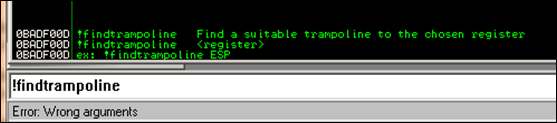 0BADF00D !findtrampoline Find a suitable trampoline to the chosen register
0BADF00D !findtrampoline <register>
0BADF00D ex: !findtrampoline ESP
!findtrampoline
Error: Wrong arguments